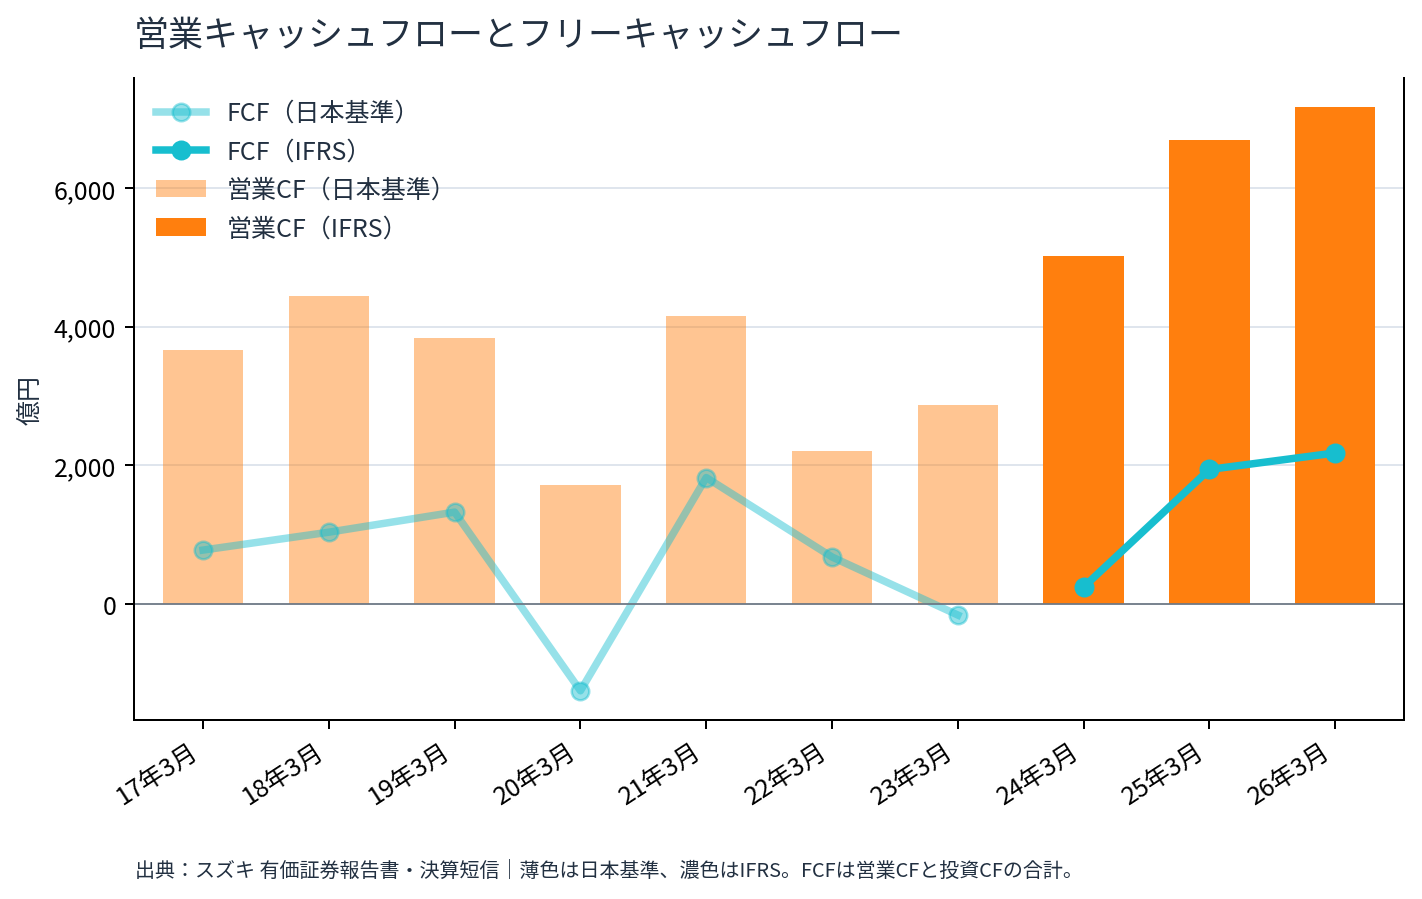 営業キャッシュフローとフリーキャッシュフロー
FCF（日本基準）
FCF（IFRS）
営業CF（日本基準）
営業CF（IFRS）
億円
6,000
4,000
2,000
0
17年3月
18年3月
19年3月
20年3月
21年3月
22年3月
23年3月
24年3月
25年3月
26年3月
出典：スズキ 有価証券報告書・決算短信｜薄色は日本基準、濃色はIFRS。FCFは営業CFと投資CFの合計。